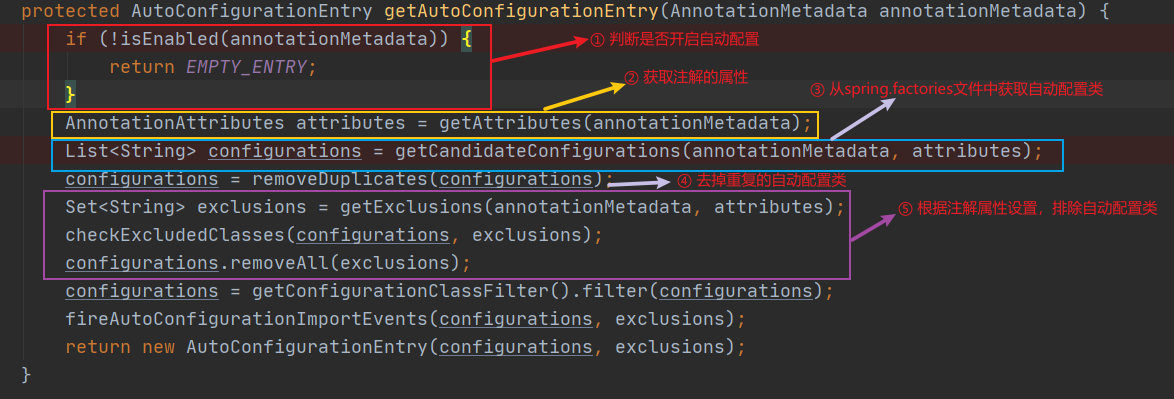 protected AutoConfigurationEntry getAutoConfigurationEntry(AnnotationMetadata annotationMetadata) {
if (!isEnabled(annotationMetadata)) {
① 判断是否开启自动配置
return EMPTY_ENTRY;
② 获取注解的属性
}
③ 从spring.factories文件中获取自动配置类
AnnotationAttributes attributes = getAttributes(annotationMetadata);
List<String> configurations = getCandidateConfigurations(annotationMetadata, attributes);
configurations = removeDuplicates(configurations);
④ 去掉重复的自动配置类
Set<String> exclusions = getExclusions(annotationMetadata, attributes);
⑤ 根据注解属性设置，排除自动配置类
checkExcludedClasses(configurations, exclusions);
configurations.removeAll(exclusions);
configurations = getConfigurationClassFilter().filter(configurations);
fireAutoConfigurationImportEvents(configurations, exclusions);
return new AutoConfigurationEntry(configurations, exclusions);
}